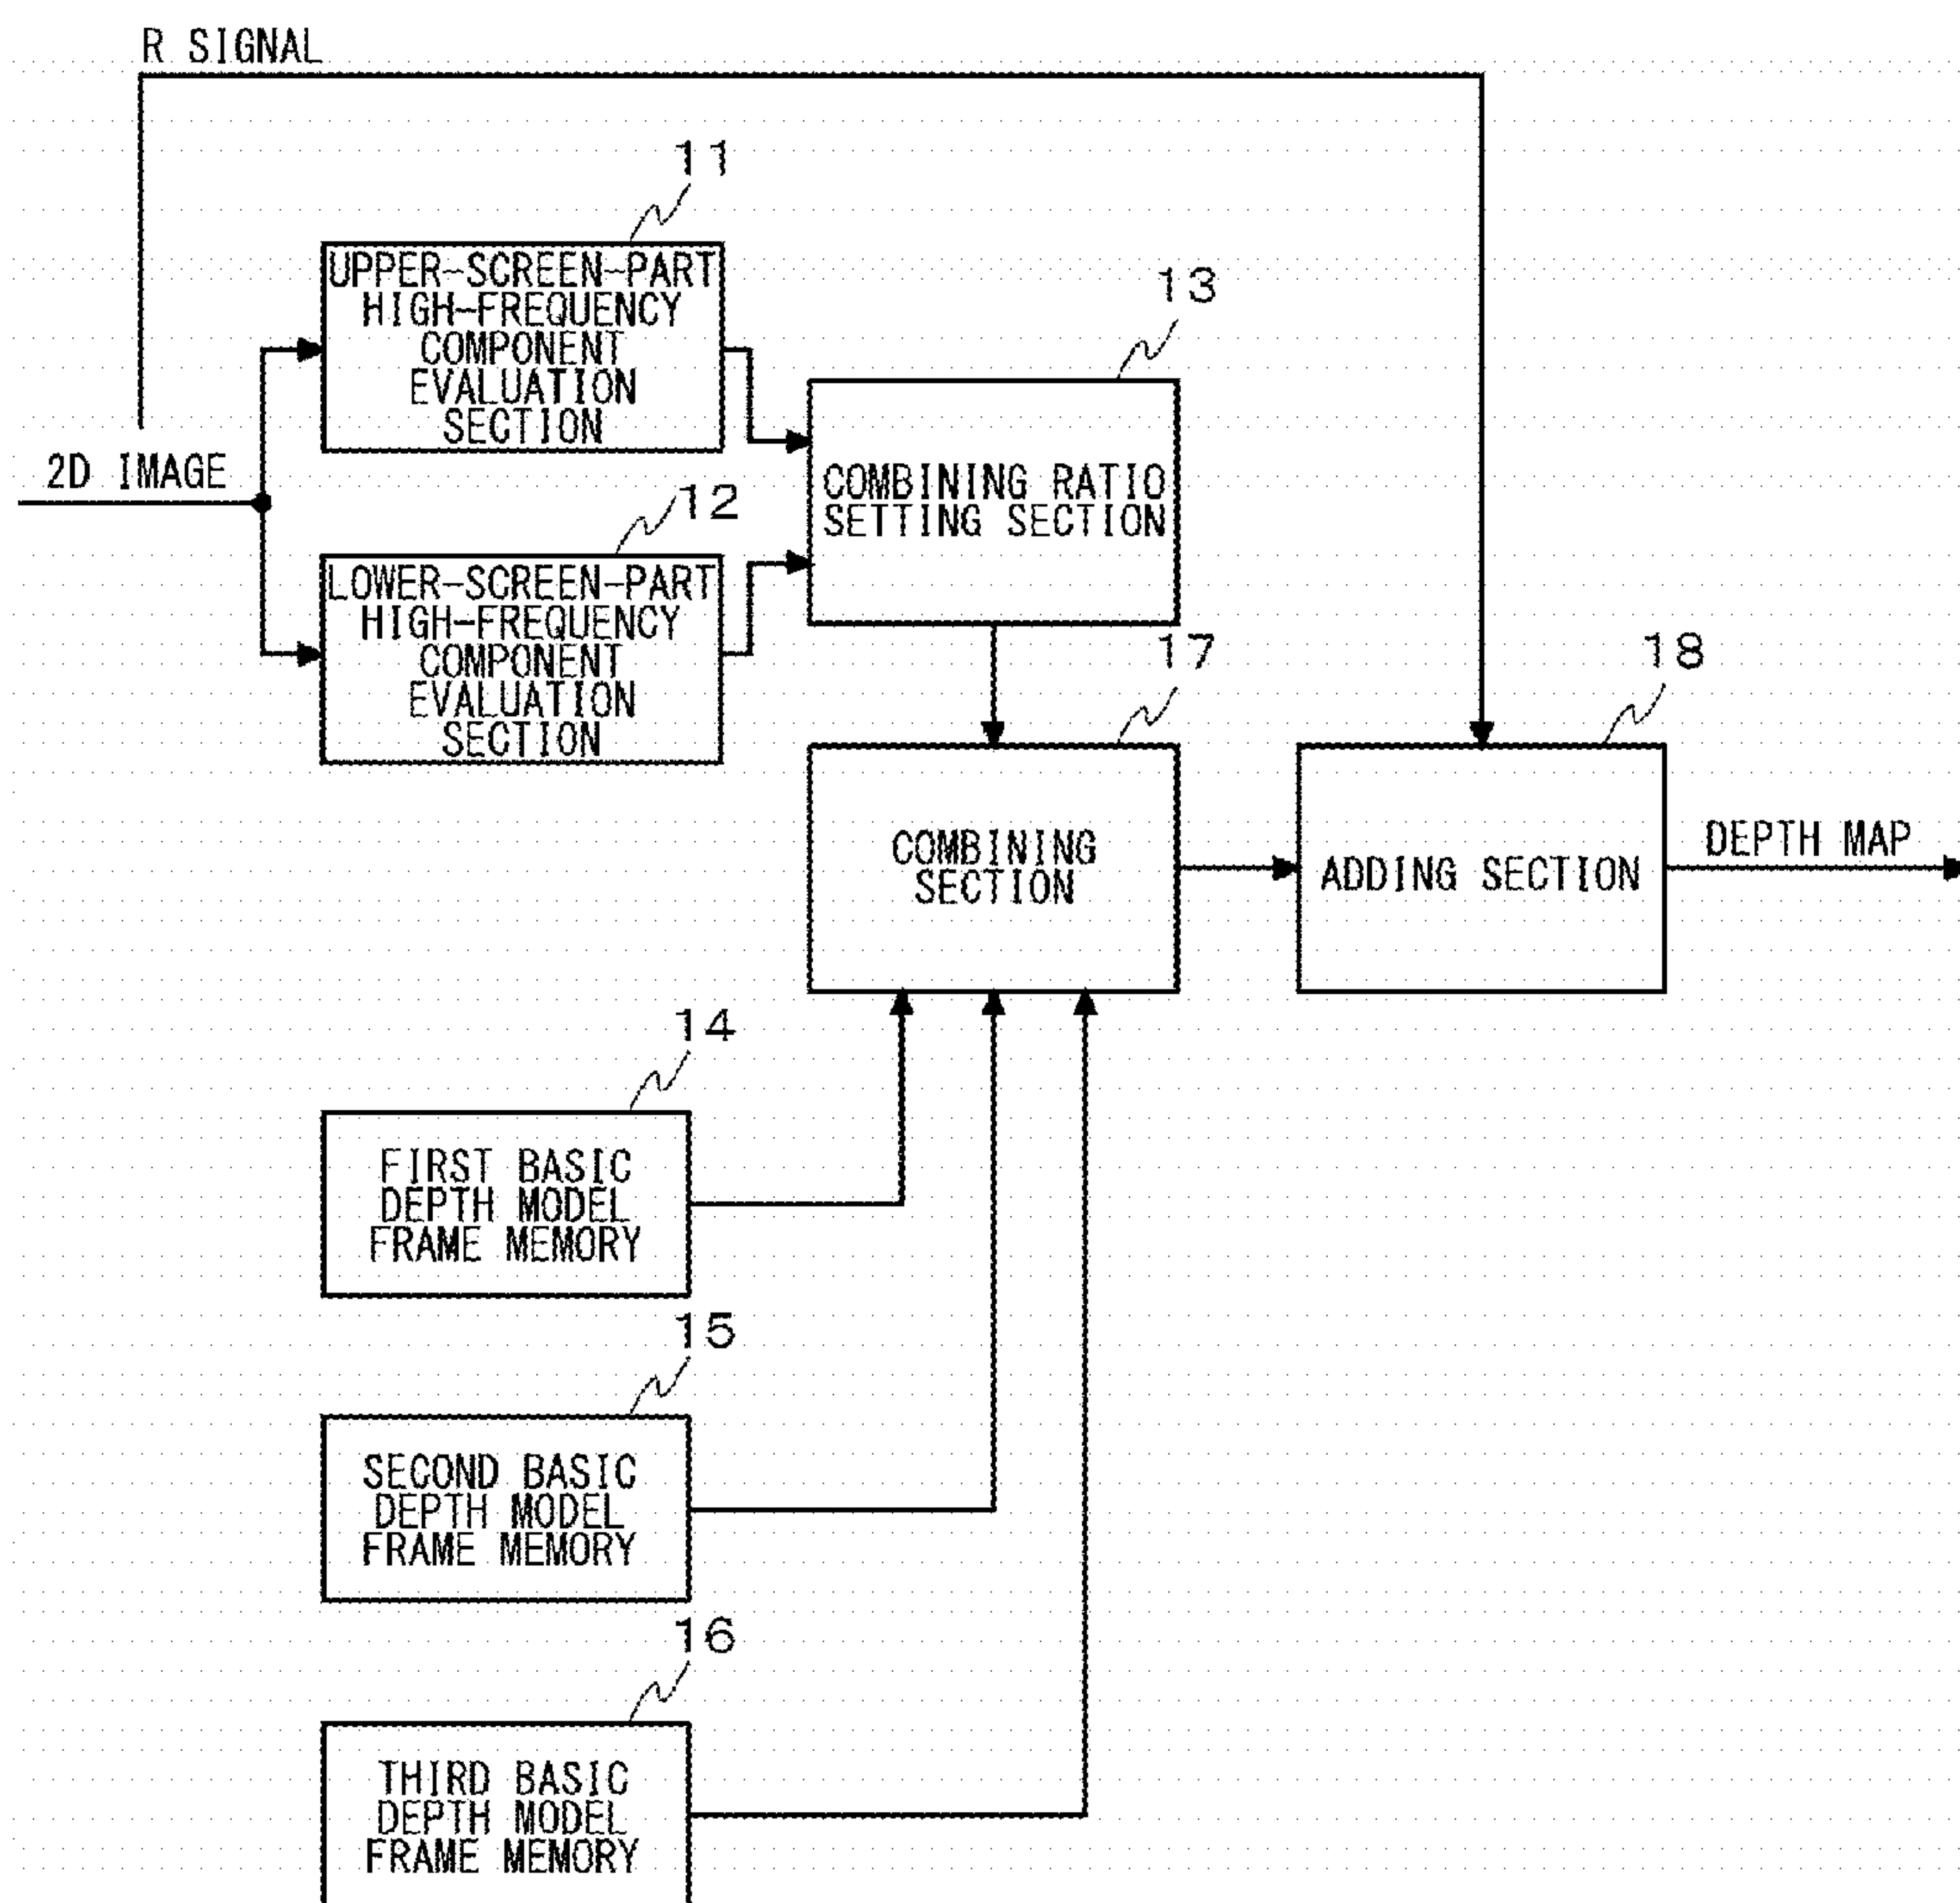 R SIGNAL
11
UPPER-SCREEN-PART
HIGH-FREQUENCY
COMPONENT
EVALUATION
SECTION
13
2D IMAGE
COMBINING RATIO
SETTING SECTION
12
LOWER-SCREEN-PART
HIGH-FREQUENCY
COMPONENT
EVALUATION
SECTION
17
18
COMBINING
SECTION
ADDING SECTION
DEPTH MAP
14
FIRST BASIC
DEPTH MODEL
FRAME MEMORY
15
SECOND BASIC
DEPTH MODEL
FRAME MEMORY
16
THIRD BASIC
DEPTH MODEL
FRAME MEMORY